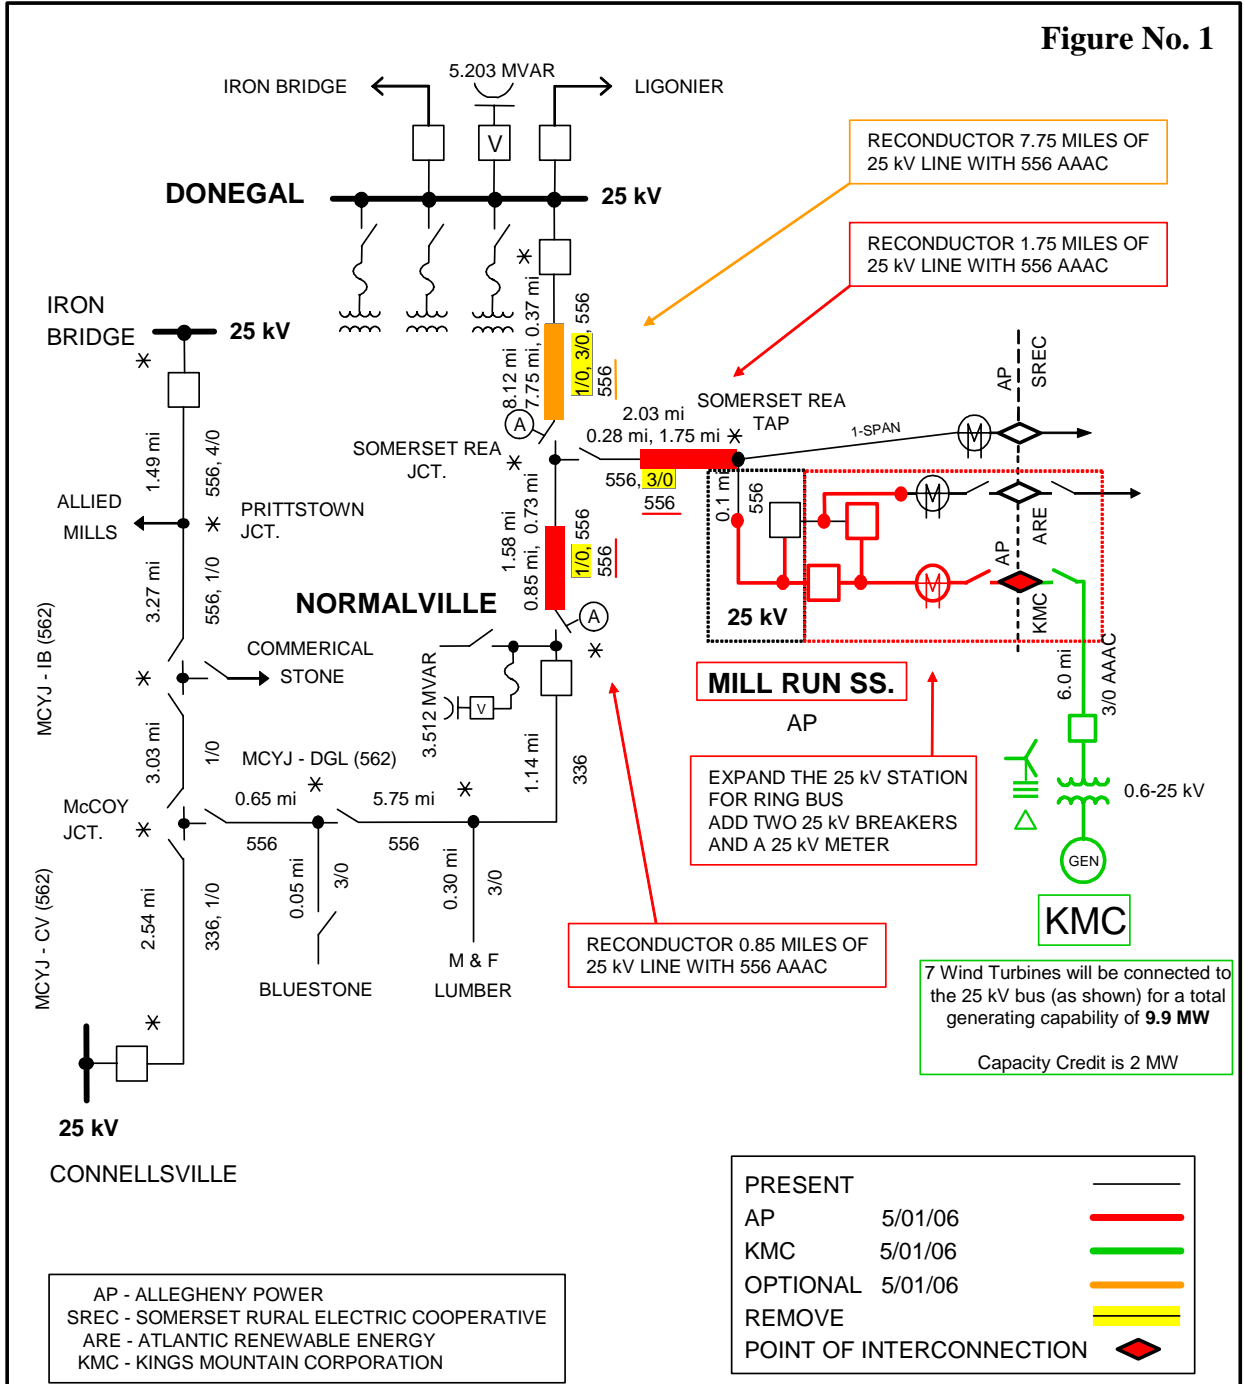 Figure No. 1
5.203 MVAR
IRON BRIDGE
LIGONIER
V
RECONDUCTOR 7.75 MILES OF
25 kV LINE WITH 556 AAAC
DONEGAL
25 kV
RECONDUCTOR 1.75 MILES OF
25 kV LINE WITH 556 AAAC
IRON
BRIDGE
25 kV
8.12 mi
7.75 mi, 0.37 mi
1/0, 3/0, 556
556
A
AP
SREC
SOMERSET REA
TAP
2.03 mi
0.28 mi, 1.75 mi
1-SPAN
M
SOMERSET REA
JCT.
556, 3/0
556
0.1 mi
556
M
ARE
1.49 mi
556, 4/0
ALLIED
MILLS
PRITTSTOWN
JCT.
1.58 mi
0.85 mi, 0.73 mi
1/0, 556
556
AP
KMC
M
3.27 mi
556, 1/0
NORMALVILLE
A
25 kV
MCYJ - IB (562)
COMMERICAL
STONE
MILL RUN SS.
AP
6.0 mi
3/0 AAAC
3.512 MVAR
V
3.03 mi
1/0
MCYJ - DGL (562)
1.14 mi
336
EXPAND THE 25 kV STATION
FOR RING BUS
ADD TWO 25 kV BREAKERS
AND A 25 kV METER
0.6-25 kV
McCOY
JCT.
0.65 mi
5.75 mi
556
556
GEN
0.05 mi
3/0
0.30 mi
3/0
MCYJ - CV (562)
2.54 mi
336, 1/0
KMC
RECONDUCTOR 0.85 MILES OF
25 kV LINE WITH 556 AAAC
M & F
LUMBER
BLUESTONE
7 Wind Turbines will be connected to
the 25 kV bus (as shown) for a total
generating capability of 9.9 MW
Capacity Credit is 2 MW
25 kV
CONNELLSVILLE
PRESENT
AP 5/01/06
KMC 5/01/06
OPTIONAL 5/01/06
REMOVE
POINT OF INTERCONNECTION
AP - ALLEGHENY POWER
SREC - SOMERSET RURAL ELECTRIC COOPERATIVE
ARE - ATLANTIC RENEWABLE ENERGY
KMC - KINGS MOUNTAIN CORPORATION